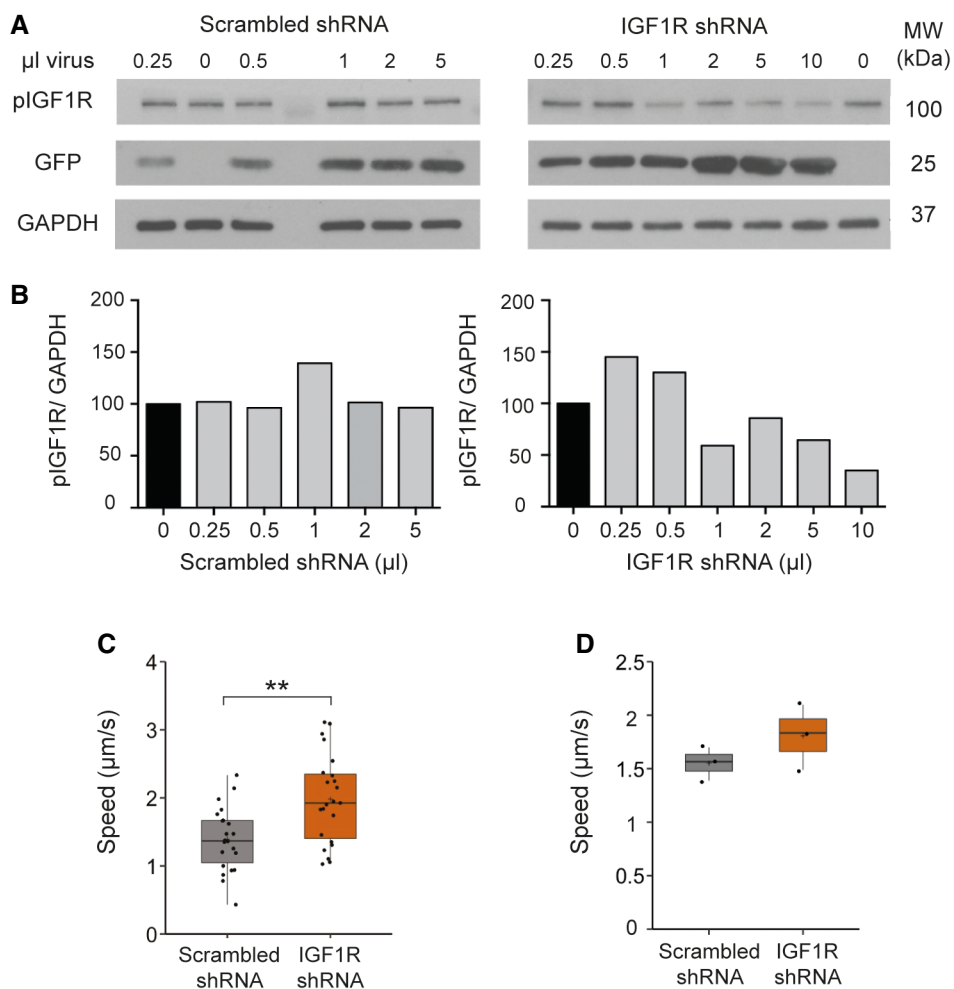 A
Scrambled shRNA
IGF1R shRNA
MW
(kDa)
µl virus
0.25 0 0.5 1 2 5
0.25 0.5 1 2 5 10 0
pIGF1R
100
GFP
25
GAPDH
37
B
pIGF1R/ GAPDH
200
150
100
50
0
0 0.25 0.5 1 2 5
Scrambled shRNA (µl)
pIGF1R/ GAPDH
200
150
100
50
0
0 0.25 0.5 1 2 5 10
IGF1R shRNA (µl)
C
Speed (µm/s)
4
3
2
1
0
**
Scrambled
shRNA
IGF1R
shRNA
D
Speed (µm/s)
2.5
2
1.5
1
0.5
0
Scrambled
shRNA
IGF1R
shRNA